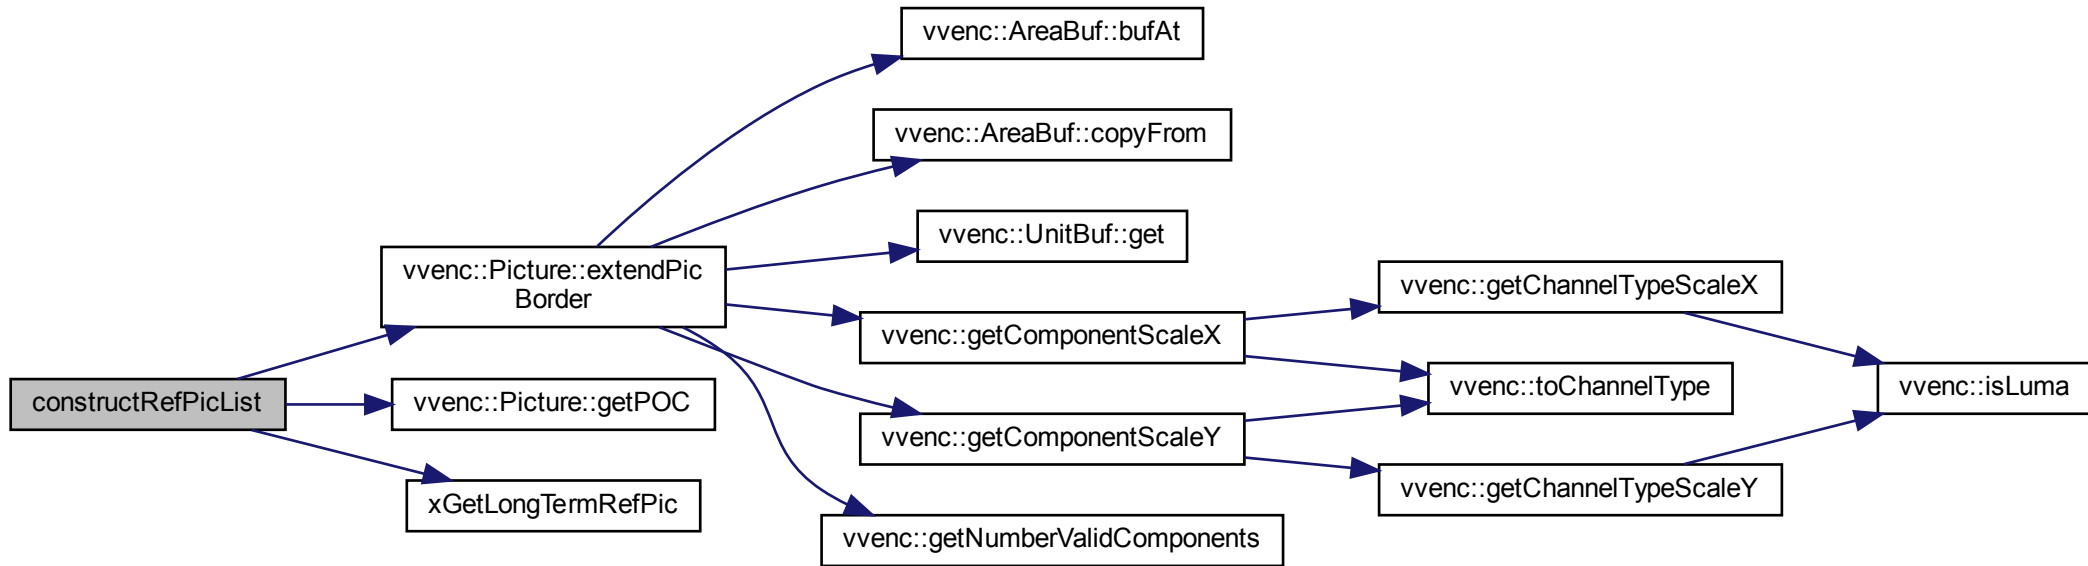 constructRefPicList
vvenc::Picture::extendPic
Border
vvenc::Picture::getPOC
xGetLongTermRefPic
vvenc::AreaBuf::bufAt
vvenc::AreaBuf::copyFrom
vvenc::UnitBuf::get
vvenc::getComponentScaleX
vvenc::getComponentScaleY
vvenc::getNumberValidComponents
vvenc::getChannelTypeScaleX
vvenc::toChannelType
vvenc::getChannelTypeScaleY
vvenc::isLuma